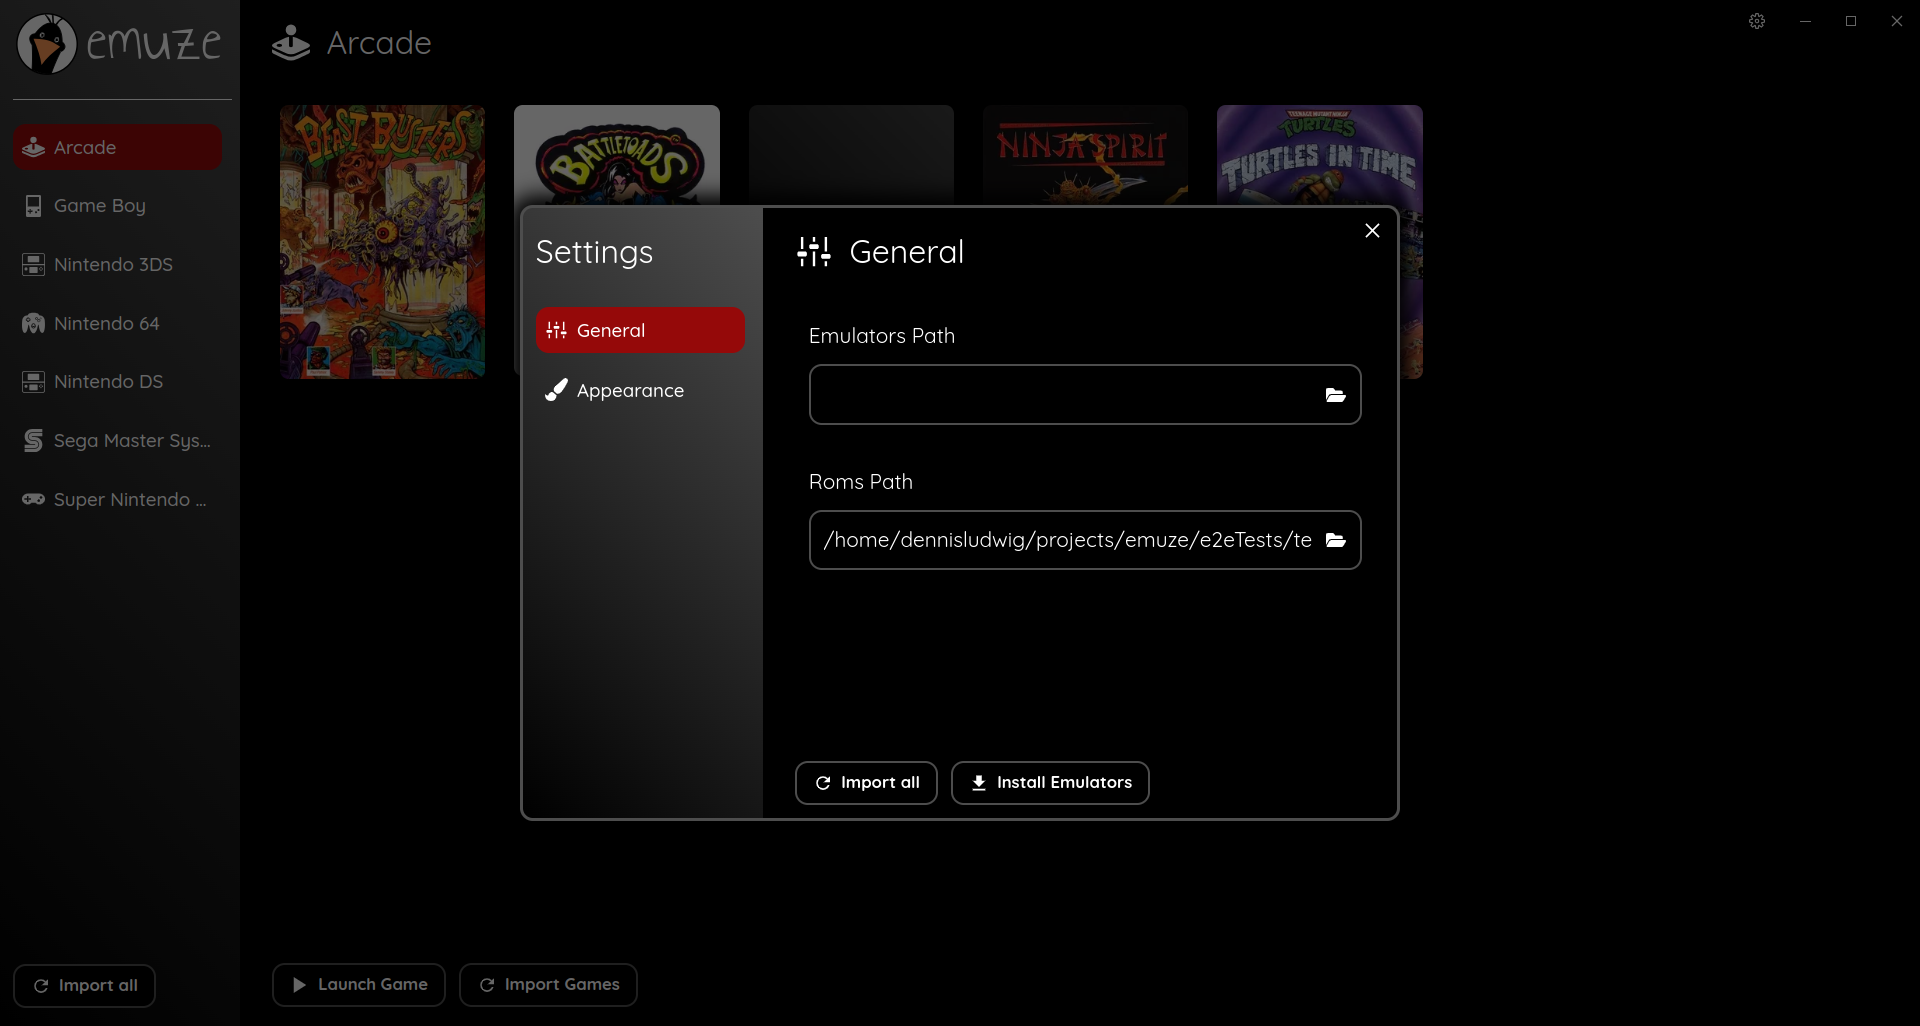 emuze
Arcade
Arcade
Game Boy
Nintendo 3DS
Nintendo 64
Nintendo DS
Sega Master Sys...
Super Nintendo ...
Import all
BEAST BUSTERS
BATTLETOADS
NINJA SPIRIT
TEENAGE MUTANT NINJA
TURTLES
TURTLES IN TIME
Settings
General
Appearance
General
Emulators Path
Roms Path
/home/dennisludwig/projects/emuze/e2eTests/te
Import all
Install Emulators
Launch Game
Import Games